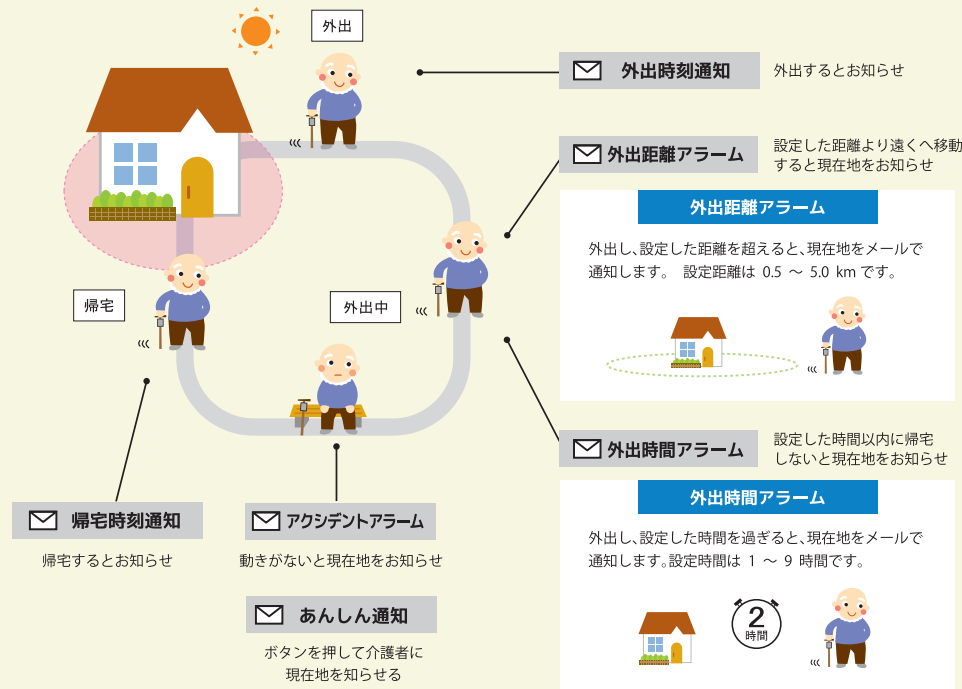 外出
外出時刻通知
外出するとお知らせ
外出距離アラーム
設定した距離より遠くへ移動
すると現在地をお知らせ
外出距離アラーム
外出し、設定した距離を超えると、現在地をメールで
通知します。 設定距離は 0.5 ～ 5.0 km です。
帰宅
外出中
外出時間アラーム
設定した時間以内に帰宅
しないと現在地をお知らせ
外出時間アラーム
外出し、設定した時間を過ぎると、現在地をメールで
通知します。設定時間は 1 ～ 9 時間です。
2
時間
帰宅時刻通知
帰宅するとお知らせ
アクシデントアラーム
動きがないと現在地をお知らせ
あんしん通知
ボタンを押して介護者に
現在地を知らせる